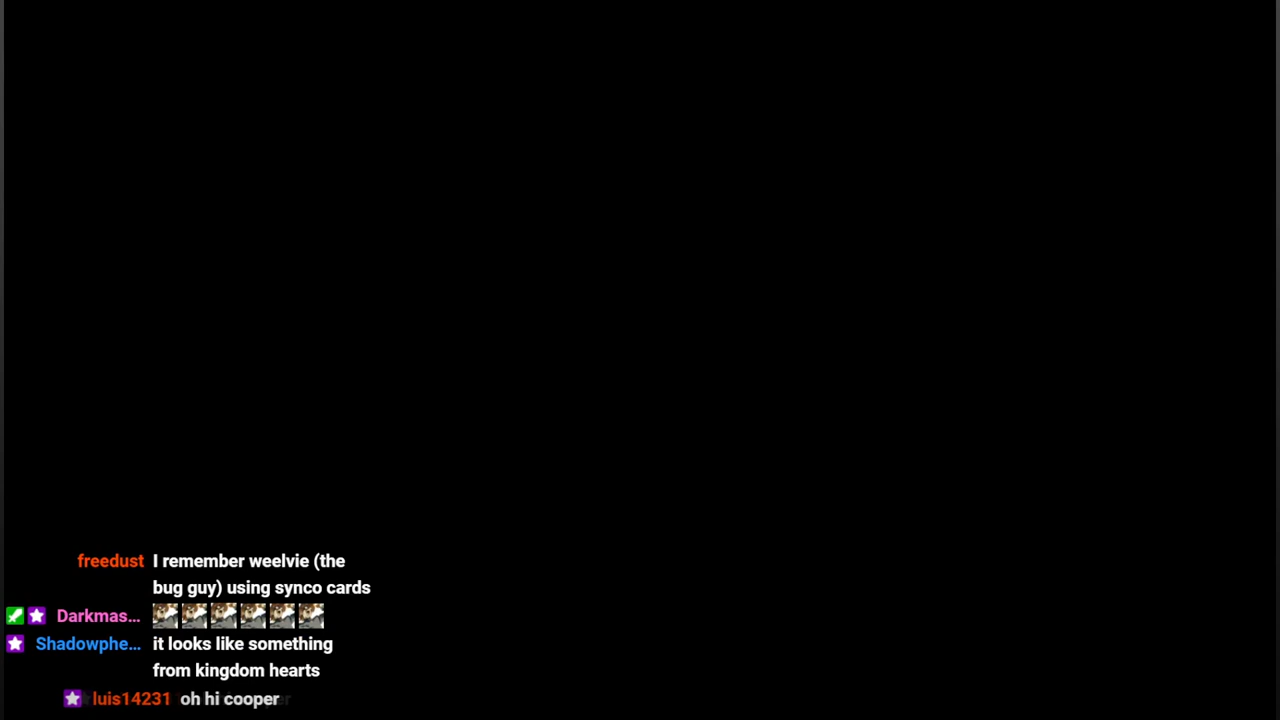 freedust I remember weelvie (the
bug guy) using synco cards
Darkmas...
Shadowphe... it looks like something
from kingdom hearts
luis14231 oh hi cooper